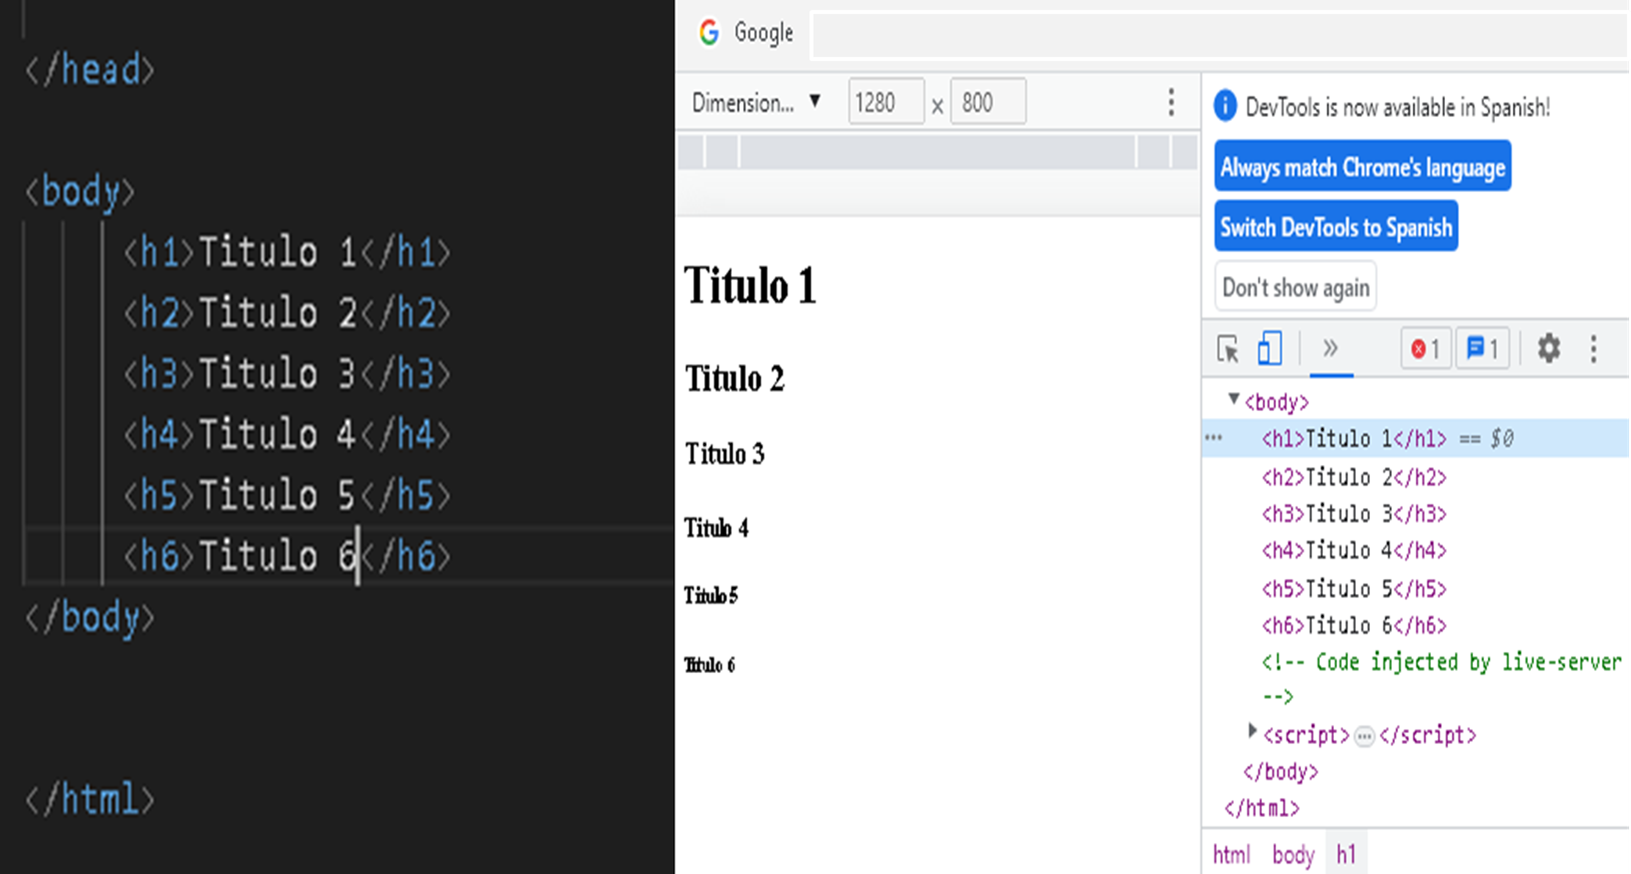 </head>
<body>
<h1>Titulo 1</h1>
<h2>Titulo 2</h2>
<h3>Titulo 3</h3>
<h4>Titulo 4</h4>
<h5>Titulo 5</h5>
<h6>Titulo 6</h6>
</body>
</html>
Google
Dimension... ▼ 1280 x 800
Titulo 1
Titulo 2
Titulo 3
Titulo 4
Titulo 5
Titulo 6
DevTools is now available in Spanish!
Always match Chrome's language
Switch DevTools to Spanish
Don't show again
» 1 1
<body>
<h1>Titulo 1</h1> == $0
<h2>Titulo 2</h2>
<h3>Titulo 3</h3>
<h4>Titulo 4</h4>
<h5>Titulo 5</h5>
<h6>Titulo 6</h6>
<!-- Code injected by live-server
-->
<script>…</script>
</body>
</html>
html body h1